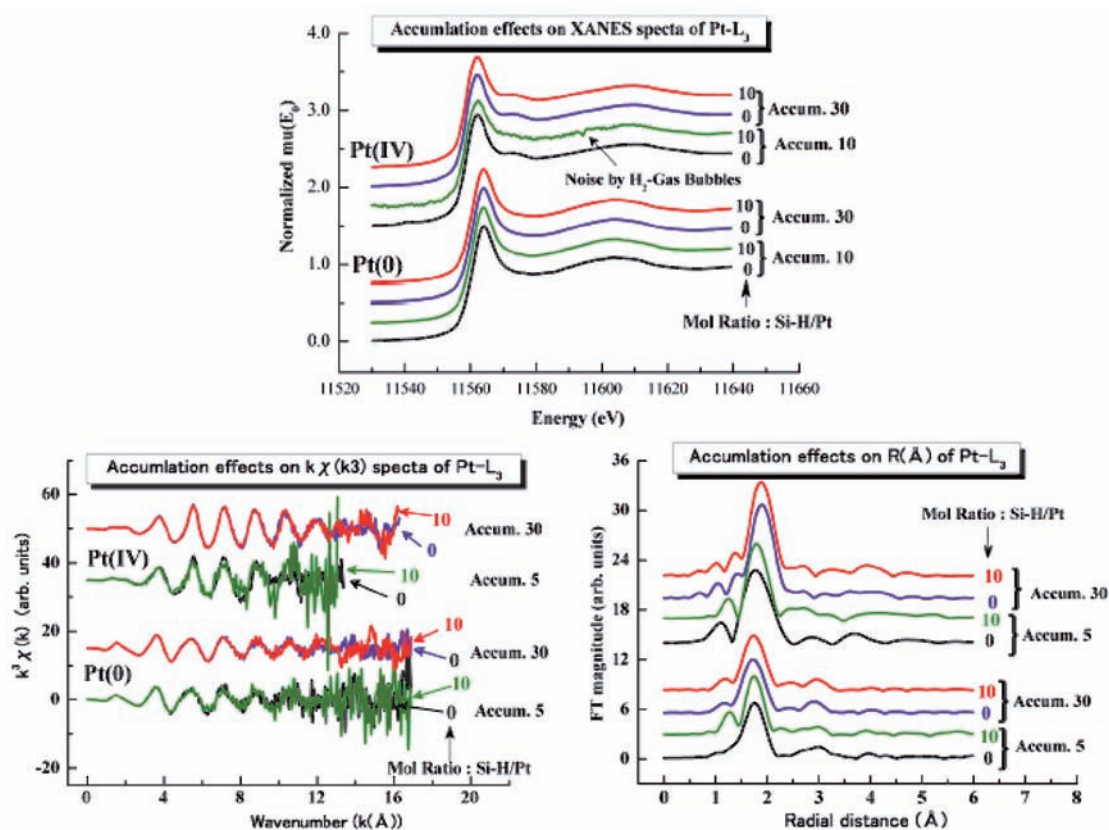 Accumlation effects on XANES specta of Pt-L3
4.0
3.0
2.0
1.0
0.0
Normalized mu(E0)
Pt(IV)
Pt(0)
10
0
Accum. 30
10
0
Accum. 10
Noise by H2-Gas Bubbles
10
0
Accum. 30
10
0
Accum. 10
Mol Ratio : Si-H/Pt
11520 11540 11560 11580 11600 11620 11640 11660
Energy (eV)
Accumlation effects on k χ(k3) specta of Pt-L3
60
40
20
0
-20
k3 χ(k) (arb. units)
Pt(IV)
Pt(0)
10
Accum. 30
0
10
Accum. 5
0
10
0
Accum. 30
10
0
Accum. 5
Mol Ratio : Si-H/Pt
0 4 8 12 16 20
Wavenumber (k(Å))
Accumlation effects on R(Å) of Pt-L3
36
30
24
18
12
6
0
FT magnitude (arb. units)
Mol Ratio : Si-H/Pt
10
0
Accum. 30
10
0
Accum. 5
10
0
Accum. 30
10
0
Accum. 5
0 1 2 3 4 5 6 7 8
Radial distance (Å)